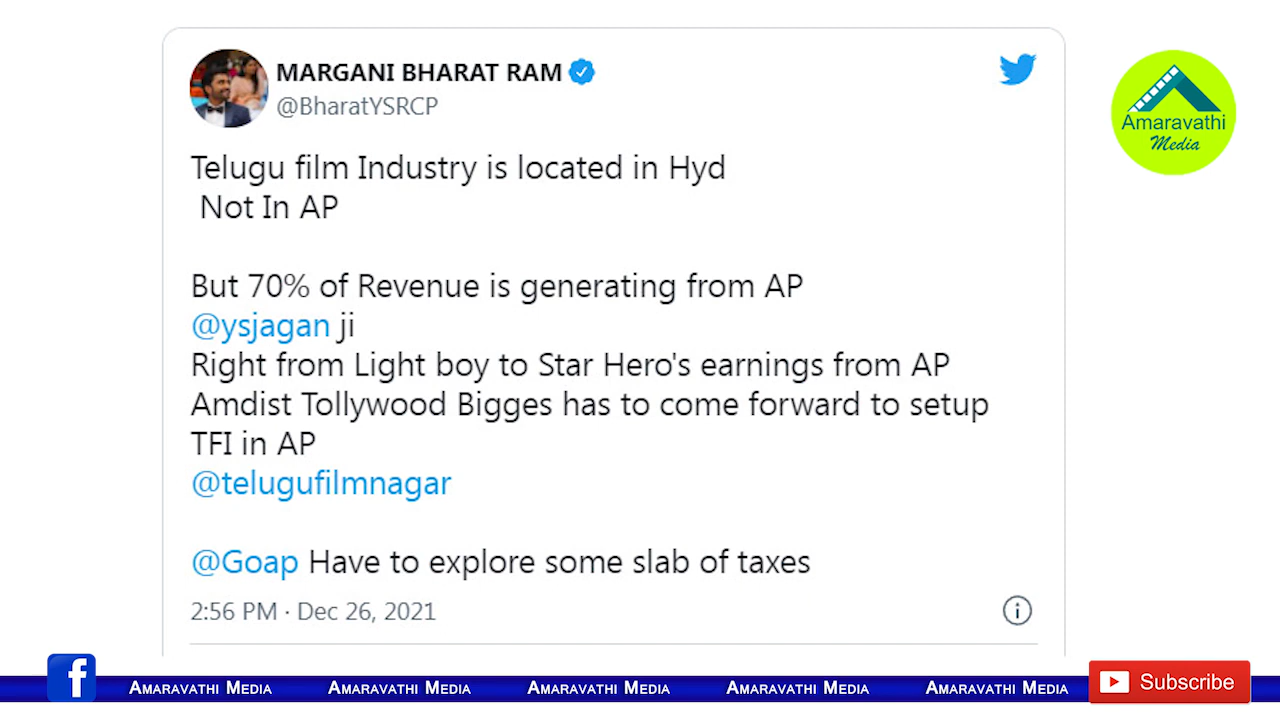 MARGANI BHARAT RAM
@BharatYSRCP
Amaravathi
Media
Telugu film Industry is located in Hyd
Not In AP
But 70% of Revenue is generating from AP
@ysjagan ji
Right from Light boy to Star Hero's earnings from AP
Amdist Tollywood Bigges has to come forward to setup
TFI in AP
@telugufilmnagar
@Goap Have to explore some slab of taxes
2:56 PM · Dec 26, 2021
f Amaravathi Media Amaravathi Media Amaravathi Media Amaravathi Media Amaravathi Media Subscribe